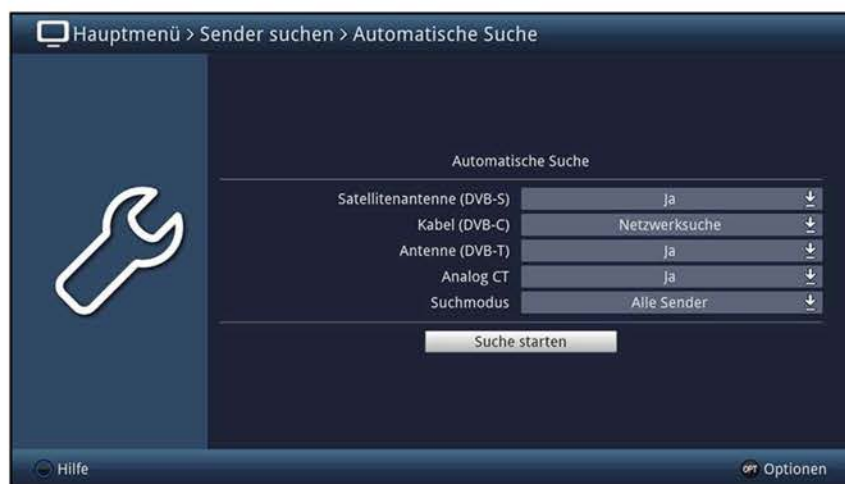 Hauptmenü > Sender suchen > Automatische Suche
Automatische Suche
Satellitenantenne (DVB-S) Ja
Kabel (DVB-C) Netzwerksuche
Antenne (DVB-T) Ja
Analog CT Ja
Suchmodus Alle Sender
Suche starten
Hilfe OPT Optionen